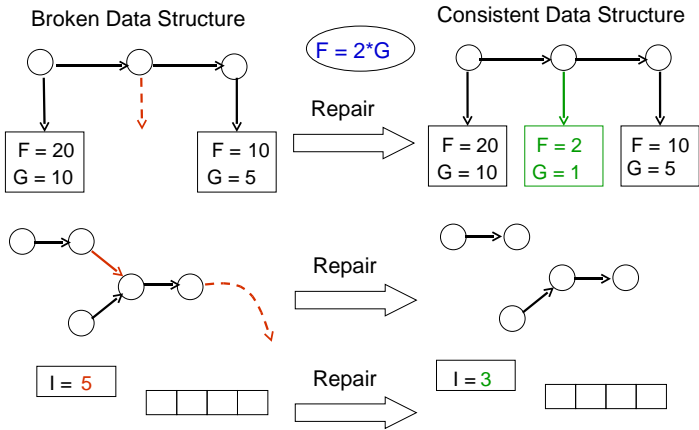 Broken Data Structure
Consistent Data Structure
F = 2*G
Repair
F = 20
G = 10
F = 10
G = 5
F = 20
G = 10
F = 2
G = 1
F = 10
G = 5
Repair
I = 5
Repair
I = 3